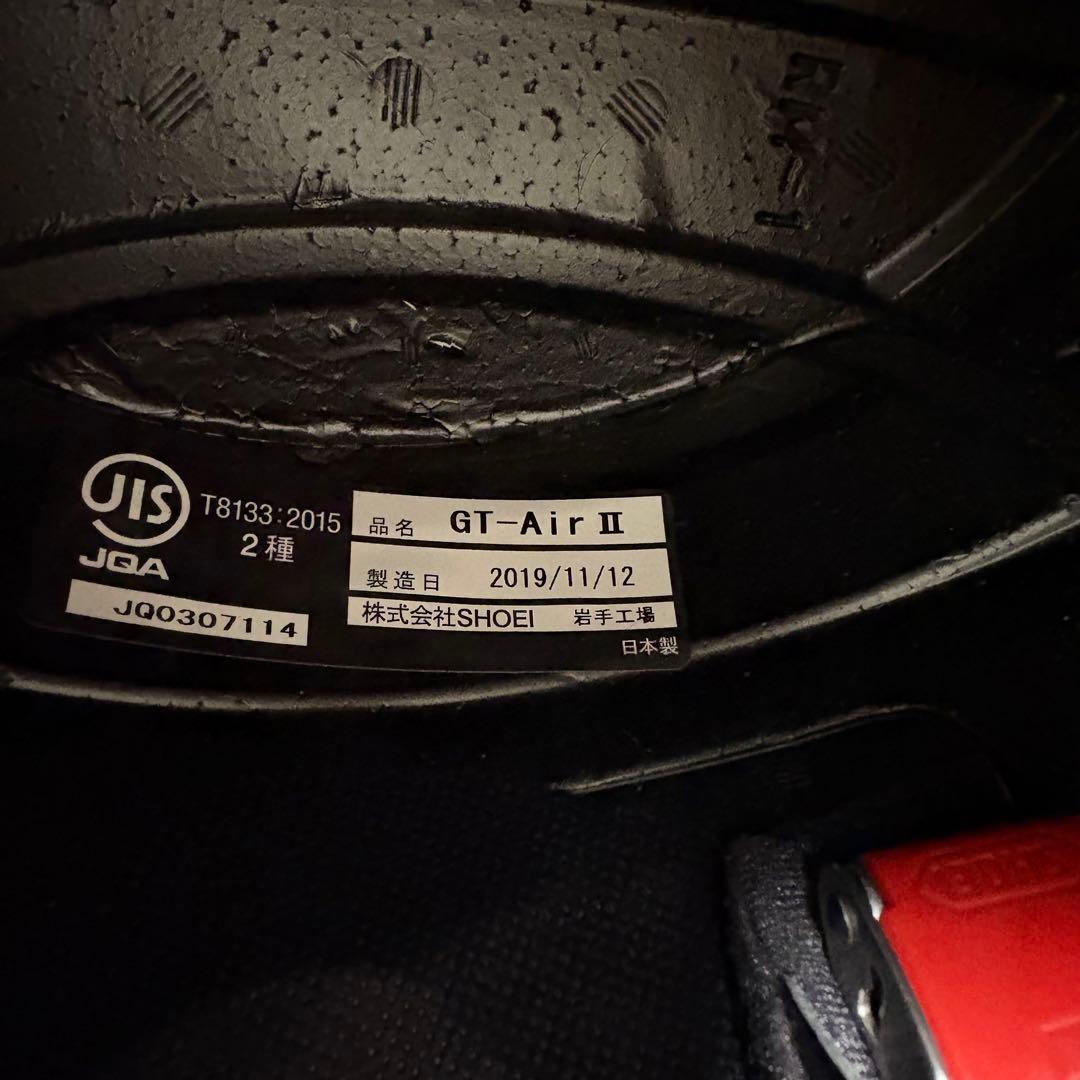 JIS
JQA
T8133:2015
2種
JQ0307114
品名 GT-Air II
製造日 2019/11/12
株式会社SHOEI 岩手工場
日本製